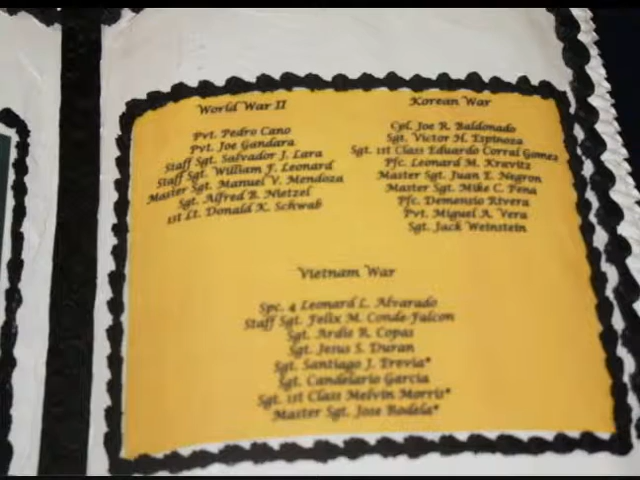 World War II
Pvt. Pedro Cano
Pvt. Joe Gandara
Staff Sgt. Salvador J. Lara
Staff Sgt. William F. Leonard
Master Sgt. Manuel V. Mendoza
Sgt. Alfred B. Nietzel
1st Lt. Donald K. Schwab
Korean War
Cpl. Joe R. Baldonado
Sgt. Victor H. Espinoza
Sgt. 1st Class Eduardo Corral Gomez
Pfc. Leonard M. Kravitz
Master Sgt. Juan E. Negron
Master Sgt. Mike C. Pena
Pfc. Demensio Rivera
Pvt. Miguel A. Vera
Sgt. Jack Weinstein
Vietnam War
Spc. 4 Leonard L. Alvarado
Staff Sgt. Felix M. Conde-Falcon
Sgt. Ardie R. Copas
Sgt. Jesus S. Duran
Sgt. Santiago J. Erevia*
Sgt. Candelario Garcia
Sgt. 1st Class Melvin Morris*
Master Sgt. Jose Rodela*